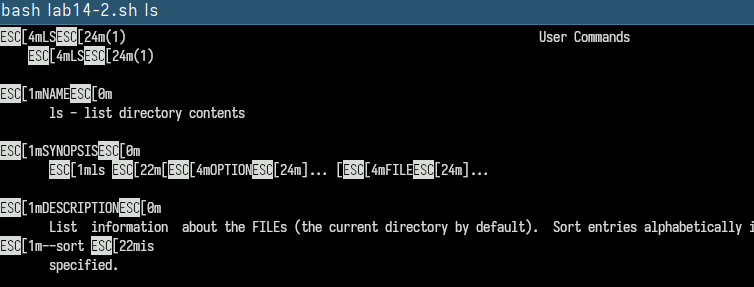 bash lab14-2.sh ls
ESC[4mLSESC[24m(1) User Commands
ESC[4mLSESC[24m(1)
ESC[1mNAMEESC[0m
ls - list directory contents
ESC[1mSYNOPSISESC[0m
ESC[1mls ESC[22m[ESC[4mOPTIONESC[24m]... [ESC[4mFILEESC[24m]...
ESC[1mDESCRIPTIONESC[0m
List information about the FILEs (the current directory by default). Sort entries alphabetically i
ESC[1m--sort ESC[22mis
specified.